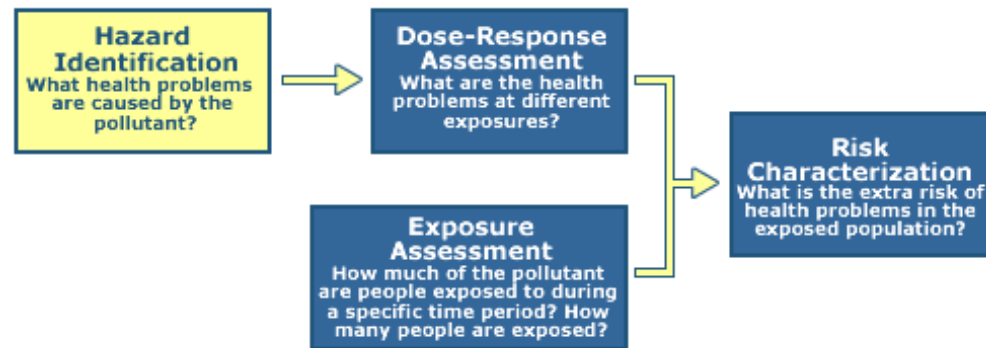 Hazard
Identification
What health problems
are caused by the
pollutant?
Dose-Response
Assessment
What are the health
problems at different
exposures?
Exposure
Assessment
How much of the pollutant
are people exposed to during
a specific time period? How
many people are exposed?
Risk
Characterization
What is the extra risk of
health problems in the
exposed population?